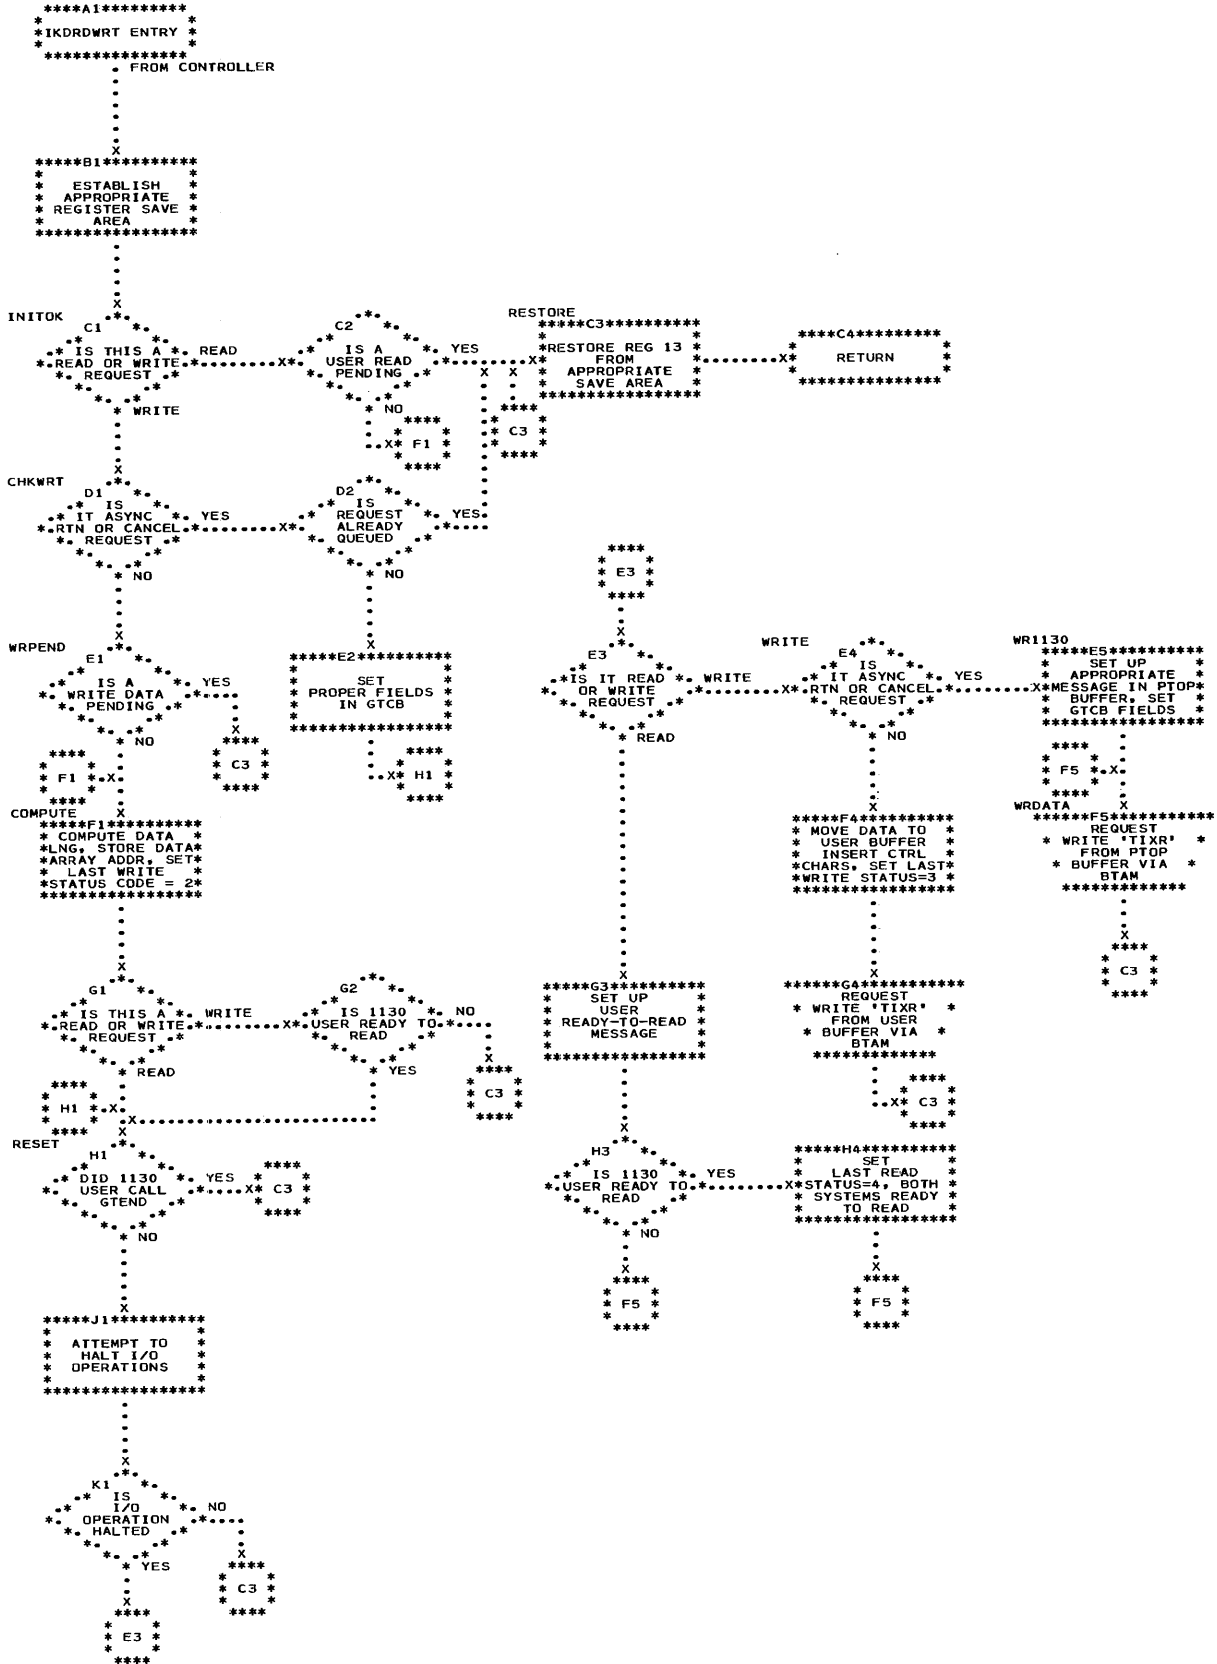 A1
IKDRDWRT ENTRY
FROM CONTROLLER
B1
ESTABLISH
APPROPRIATE
REGISTER SAVE
AREA
INITOK
C1
IS THIS A
READ OR WRITE
REQUEST
READ
WRITE
C2
IS A
USER READ
PENDING
YES
NO
F1
RESTORE
C3
RESTORE REG 13
FROM
APPROPRIATE
SAVE AREA
C3
C4
RETURN
CHKWRT
D1
IS
IT ASYNC
RTN OR CANCEL
REQUEST
YES
NO
D2
IS
REQUEST
ALREADY
QUEUED
YES
NO
E3
WRPEND
E1
IS A
WRITE DATA
PENDING
YES
NO
C3
E2
SET
PROPER FIELDS
IN GTCB
H1
E3
IS IT READ
OR WRITE
REQUEST
WRITE
READ
WRITE
E4
IS
IT ASYNC
RTN OR CANCEL
REQUEST
YES
NO
WR1130
E5
SET UP
APPROPRIATE
MESSAGE IN PTOP
BUFFER, SET
GTCB FIELDS
F5
F1
COMPUTE
F1
COMPUTE DATA
LNG, STORE DATA
ARRAY ADDR, SET
LAST WRITE
STATUS CODE = 2
F4
MOVE DATA TO
USER BUFFER
INSERT CTRL
CHARS, SET LAST
WRITE STATUS=3
WRDATA
F5
REQUEST
WRITE 'TIXR'
FROM PTOP
BUFFER VIA
BTAM
C3
G1
IS THIS A
READ OR WRITE
REQUEST
WRITE
READ
G2
IS 1130
USER READY TO
READ
NO
YES
C3
G3
SET UP
USER
READY-TO-READ
MESSAGE
G4
REQUEST
WRITE 'TIXR'
FROM USER
BUFFER VIA
BTAM
C3
H1
RESET
H1
DID 1130
USER CALL
GTEND
YES
C3
NO
H3
IS 1130
USER READY TO
READ
YES
NO
F5
H4
SET
LAST READ
STATUS=4, BOTH
SYSTEMS READY
TO READ
F5
J1
ATTEMPT TO
HALT I/O
OPERATIONS
K1
IS
I/O
OPERATION
HALTED
NO
YES
C3
E3